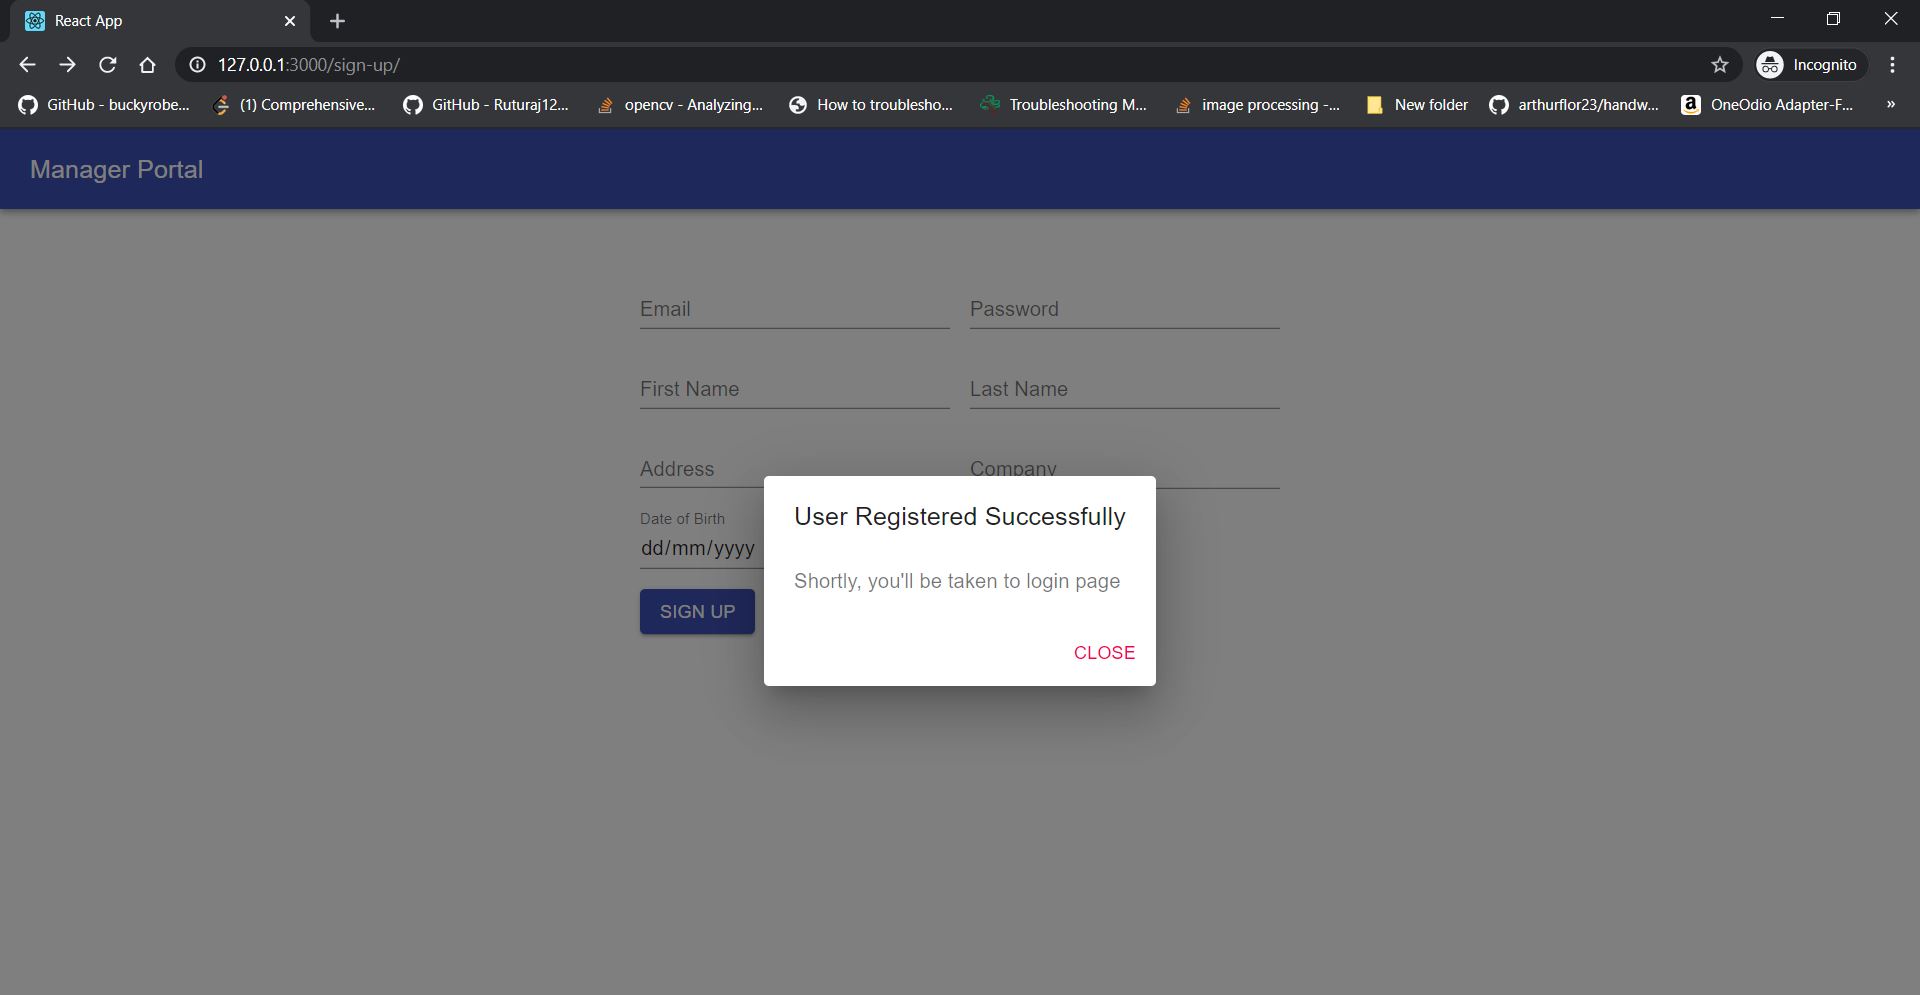 React App
127.0.0.1:3000/sign-up/
Incognito
GitHub - buckyrobe...
(1) Comprehensive...
GitHub - Ruturaj12...
opencv - Analyzing...
How to troublesho...
Troubleshooting M...
image processing -...
New folder
arthurflor23/handw...
OneOdio Adapter-F...
»
Manager Portal
Email
Password
First Name
Last Name
Address
Company
Date of Birth
dd/mm/yyyy
SIGN UP
User Registered Successfully
Shortly, you'll be taken to login page
CLOSE